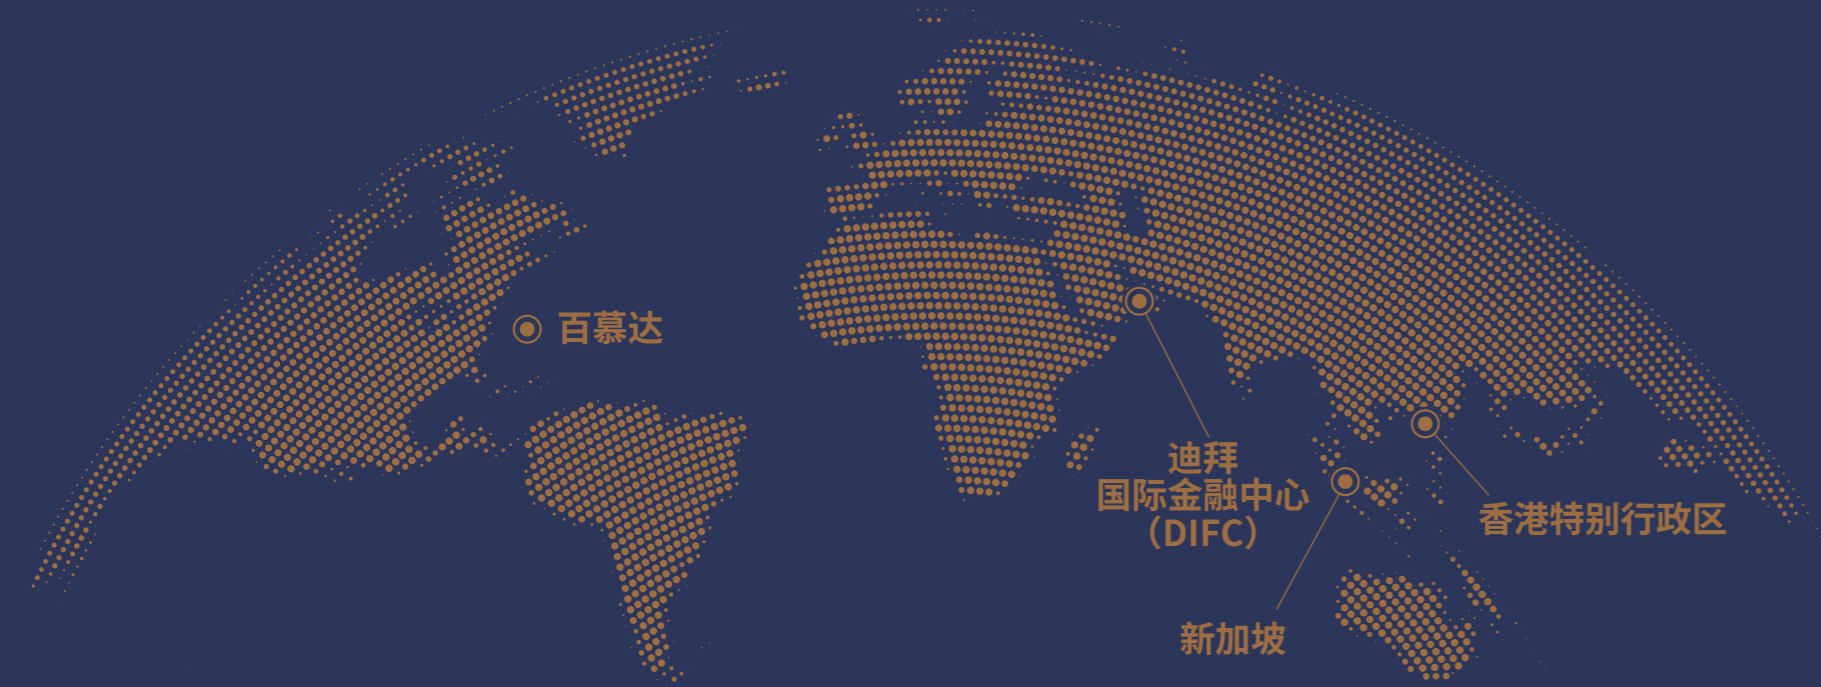 百慕达
迪拜
国际金融中心
（DIFC）
香港特别行政区
新加坡